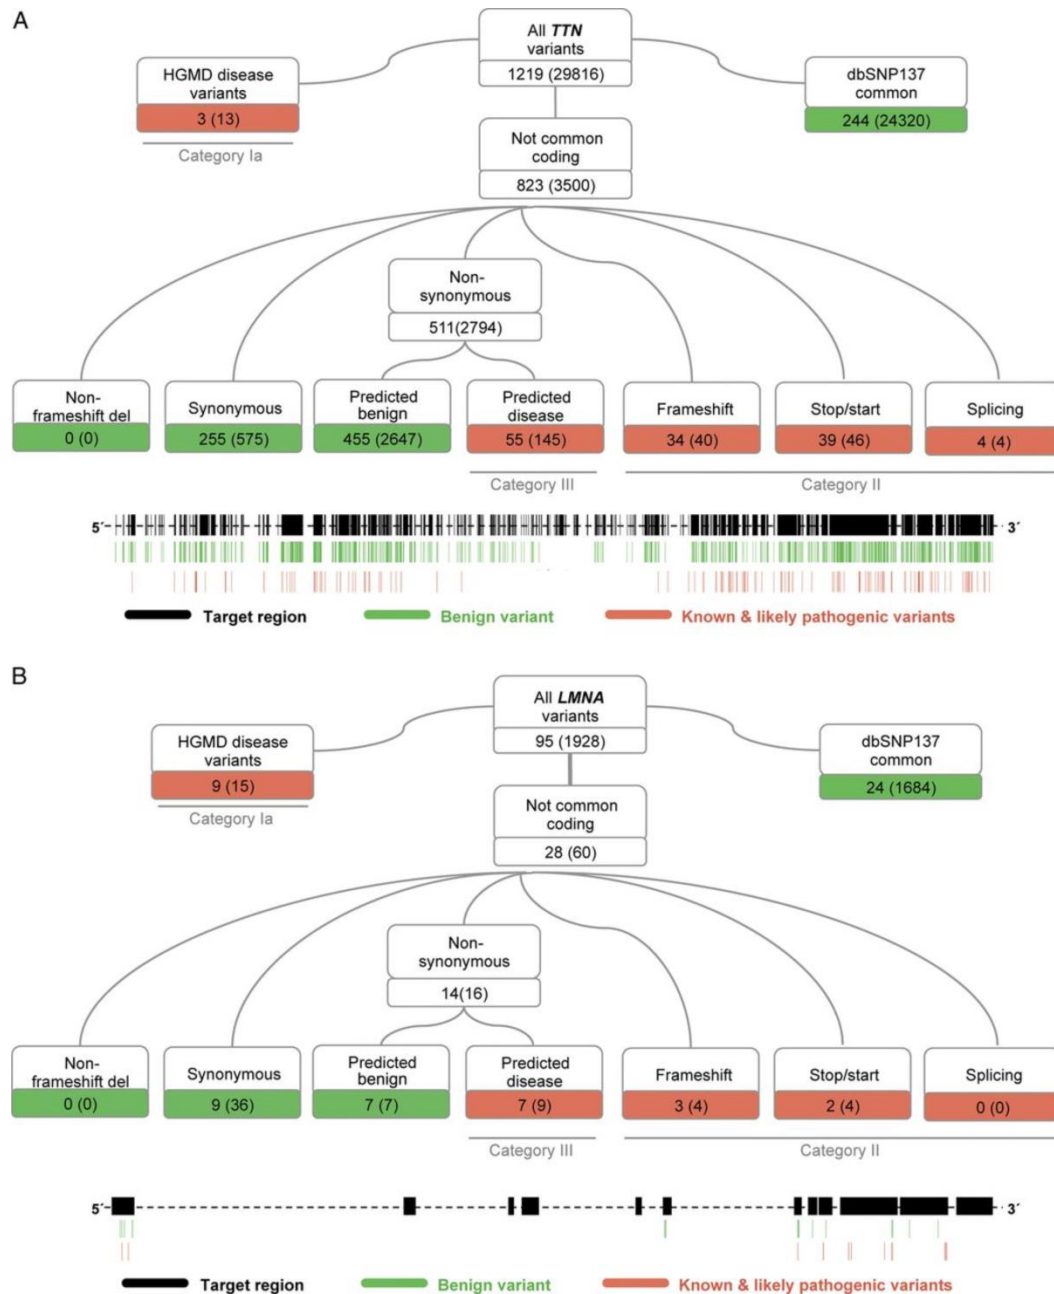 A
All TTN
variants
1219 (29816)
HGMD disease
variants
3 (13)
Category Ia
dbSNP137
common
244 (24320)
Not common
coding
823 (3500)
Non-
synonymous
511(2794)
Non-
frameshift del
0 (0)
Synonymous
255 (575)
Predicted
benign
455 (2647)
Predicted
disease
55 (145)
Frameshift
34 (40)
Stop/start
39 (46)
Splicing
4 (4)
Category III
Category II
5´
3´
Target region
Benign variant
Known & likely pathogenic variants
B
All LMNA
variants
95 (1928)
HGMD disease
variants
9 (15)
Category Ia
dbSNP137
common
24 (1684)
Not common
coding
28 (60)
Non-
synonymous
14(16)
Non-
frameshift del
0 (0)
Synonymous
9 (36)
Predicted
benign
7 (7)
Predicted
disease
7 (9)
Frameshift
3 (4)
Stop/start
2 (4)
Splicing
0 (0)
Category III
Category II
5´
3´
Target region
Benign variant
Known & likely pathogenic variants